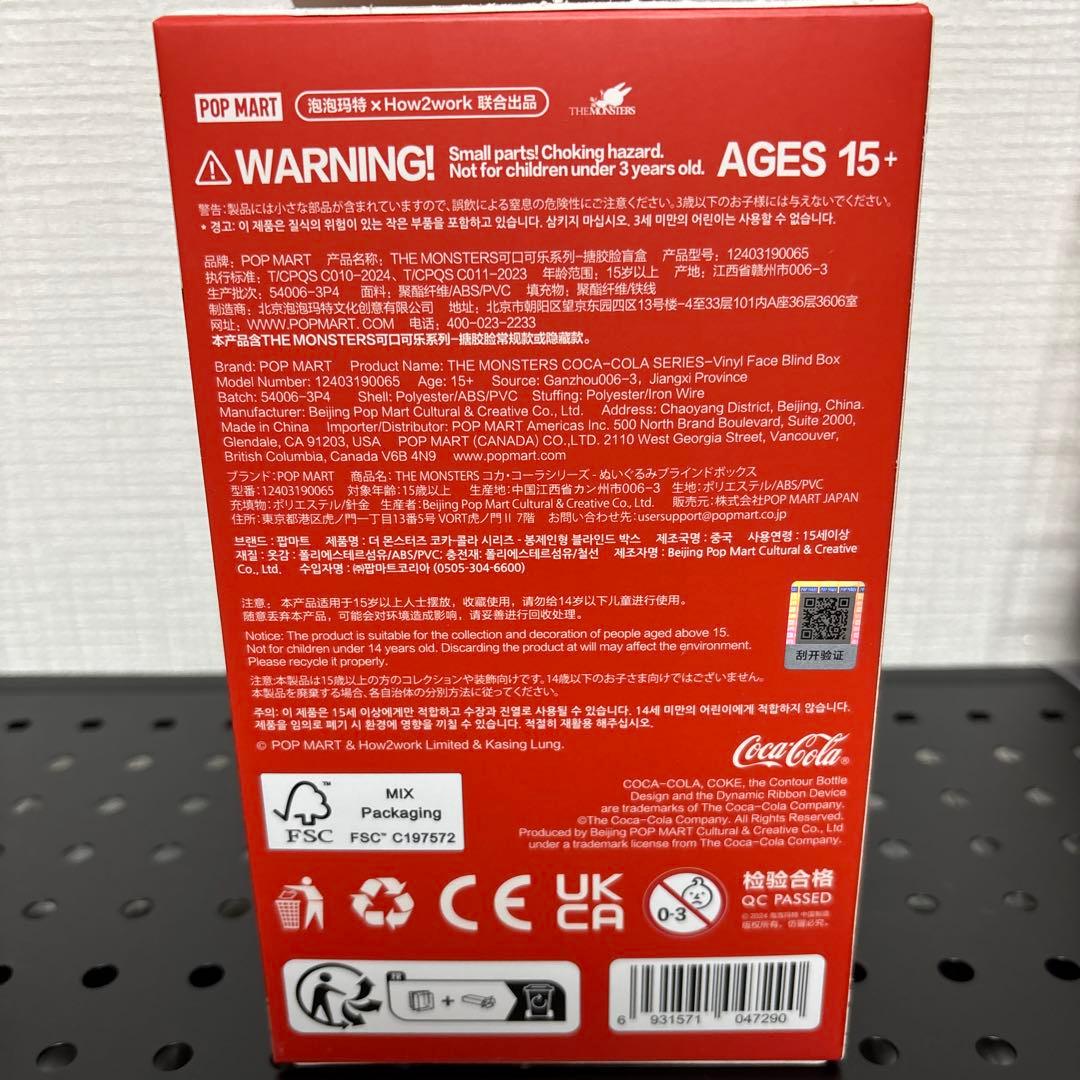 POP MART 泡泡玛特×How2work 联合出品 THE MONSTERS
WARNING! Small parts! Choking hazard. Not for children under 3 years old. AGES 15+
警告:製品には小さな部品が含まれていますので、誤飲による窒息の危険性にご注意ください。3歳以下のお子様には与えないでください。
* 경고: 이 제품은 질식의 위험이 있는 작은 부품을 포함하고 있습니다. 삼키지 마십시오. 3세 미만의 어린이는 사용할 수 없습니다.
品牌：POP MART 产品名称：THE MONSTERS可口可乐系列-搪胶脸盲盒 产品型号：12403190065
执行标准：T/CPQS C010-2024、T/CPQS C011-2023 年龄范围：15岁以上 产地：江西省赣州市006-3
生产批次：54006-3P4 面料：聚酯纤维/ABS/PVC 填充物：聚酯纤维/铁线
制造商：北京泡泡玛特文化创意有限公司 地址：北京市朝阳区望京东园四区13号楼-4至33层101内A座36层3606室
网址：WWW.POPMART.COM 电话：400-023-2233
本产品含THE MONSTERS可口可乐系列-搪胶脸常规款或隐藏款。
Brand: POP MART Product Name: THE MONSTERS COCA-COLA SERIES-Vinyl Face Blind Box
Model Number: 12403190065 Age: 15+ Source: Ganzhou006-3, Jiangxi Province
Batch: 54006-3P4 Shell: Polyester/ABS/PVC Stuffing: Polyester/Iron Wire
Manufacturer: Beijing Pop Mart Cultural & Creative Co., Ltd. Address: Chaoyang District, Beijing, China.
Made in China Importer/Distributor: POP MART Americas Inc. 500 North Brand Boulevard, Suite 2000,
Glendale, CA 91203, USA POP MART (CANADA) CO.,LTD. 2110 West Georgia Street, Vancouver,
British Columbia, Canada V6B 4N9 www.popmart.com
ブランド:POP MART 商品名: THE MONSTERS コカ・コーラシリーズ - ぬいぐるみブラインドボックス
型番:12403190065 対象年齢:15歳以上 生産地:中国江西省カン州市006-3 生地:ポリエステル/ABS/PVC
充填物:ポリエステル/針金 生産者:Beijing Pop Mart Cultural & Creative Co., Ltd. 販売元:株式会社POP MART JAPAN
住所:東京都港区虎ノ門一丁目13番5号 VORT虎ノ門 II 7階 お問い合わせ先:usersupport@popmart.co.jp
브랜드 : 팝마트 제품명 : 더 몬스터즈 코카-콜라 시리즈 - 봉제인형 블라인드 박스 제조국명 : 중국 사용연령 : 15세이상
재질 : 옷감 : 폴리에스테르섬유/ABS/PVC; 충전재: 폴리에스테르섬유/철선 제조자명 : Beijing Pop Mart Cultural & Creative
Co., Ltd. 수입자명 : ㈜팝마트코리아 (0505-304-6600)
注意： 本产品适用于15岁以上人士摆放，收藏使用，请勿给14岁以下儿童进行使用。
随意丢弃本产品，可能会对环境造成影响，请妥善进行回收处理。
Notice: The product is suitable for the collection and decoration of people aged above 15.
Not for children under 14 years old. Discarding the product at will may affect the environment.
Please recycle it properly.
注意:本製品は15歳以上の方のコレクションや装飾向けです。14歳以下のお子さま向けではございません。
本製品を廃棄する場合、各自治体の分別方法に従ってください。
주의: 이 제품은 15세 이상에게만 적합하고 수장과 진열로 사용될 수 있습니다. 14세 미만의 어린이에게 적합하지 않습니다.
제품을 임의로 폐기 시 환경에 영향을 끼칠 수 있습니다. 적절히 재활용 해주십시오.
© POP MART & How2work Limited & Kasing Lung.
刮开验证
Coca-Cola®
COCA-COLA, COKE, the Contour Bottle
Design and the Dynamic Ribbon Device
are trademarks of The Coca-Cola Company.
©The Coca-Cola Company. All Rights Reserved.
Produced by Beijing POP MART Cultural & Creative Co., Ltd
under a trademark license from The Coca-Cola Company.
FSC™
MIX
Packaging
FSC™ C197572
CE
UK
CA
0-3
检验合格
QC PASSED
© 2024 泡泡玛特 中国制造
版权所有，仿冒必究。
FR
6 931571 047290